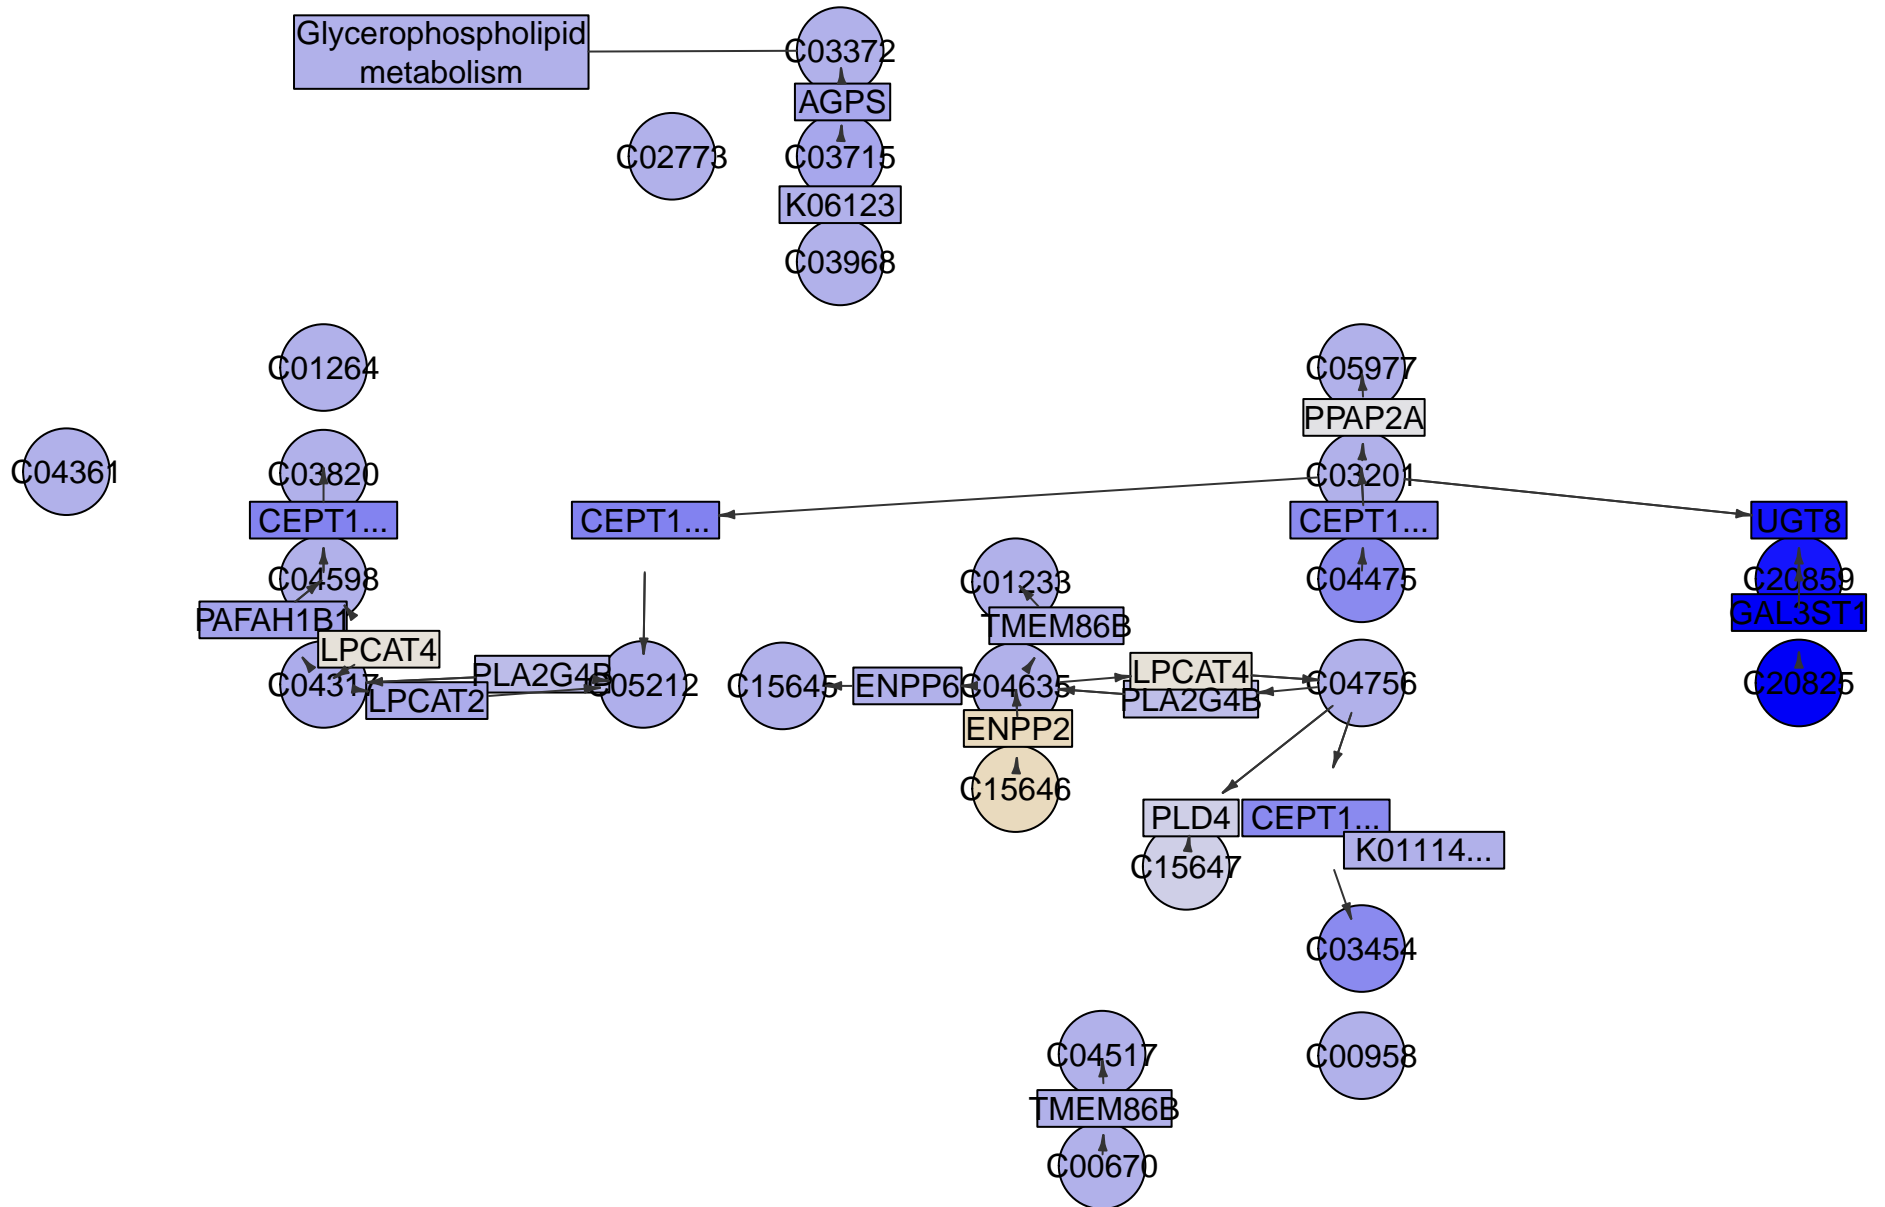 Glycerophospholipid
metabolism
C03372
AGPS
C02773
C03715
K06123
C03968
C01264
C05977
PPAP2A
C04361
C03820
C03201
CEPT1...
CEPT1...
CEPT1...
UGT8
C04598
C01233
C04475
C20859
PAFAH1B1
TMEM86B
GAL3ST1
LPCAT4
C04317
PLA2G4B
LPCAT2
C05212
C15645
ENPP6
C04635
LPCAT4
PLA2G4B
C04756
C20825
ENPP2
C15646
PLD4
CEPT1...
K01114...
C15647
C03454
C04517
C00958
TMEM86B
C00670